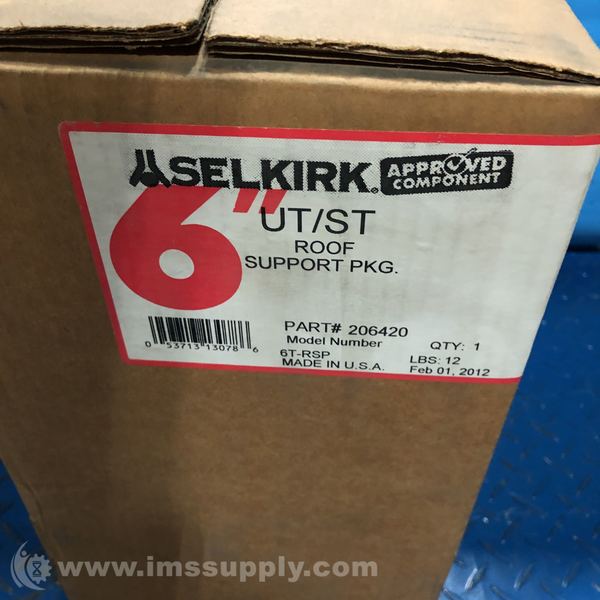 SELKIRK® APPROVED COMPONENT
6" UT/ST
ROOF
SUPPORT PKG.
PART# 206420 QTY: 1
Model Number
6T-RSP LBS: 12
MADE IN U.S.A. Feb 01, 2012
0 53713 13078 6
www.imssupply.com